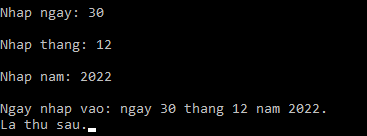 Nhap ngay: 30
Nhap thang: 12
Nhap nam: 2022
Ngay nhap vao: ngay 30 thang 12 nam 2022.
La thu sau.